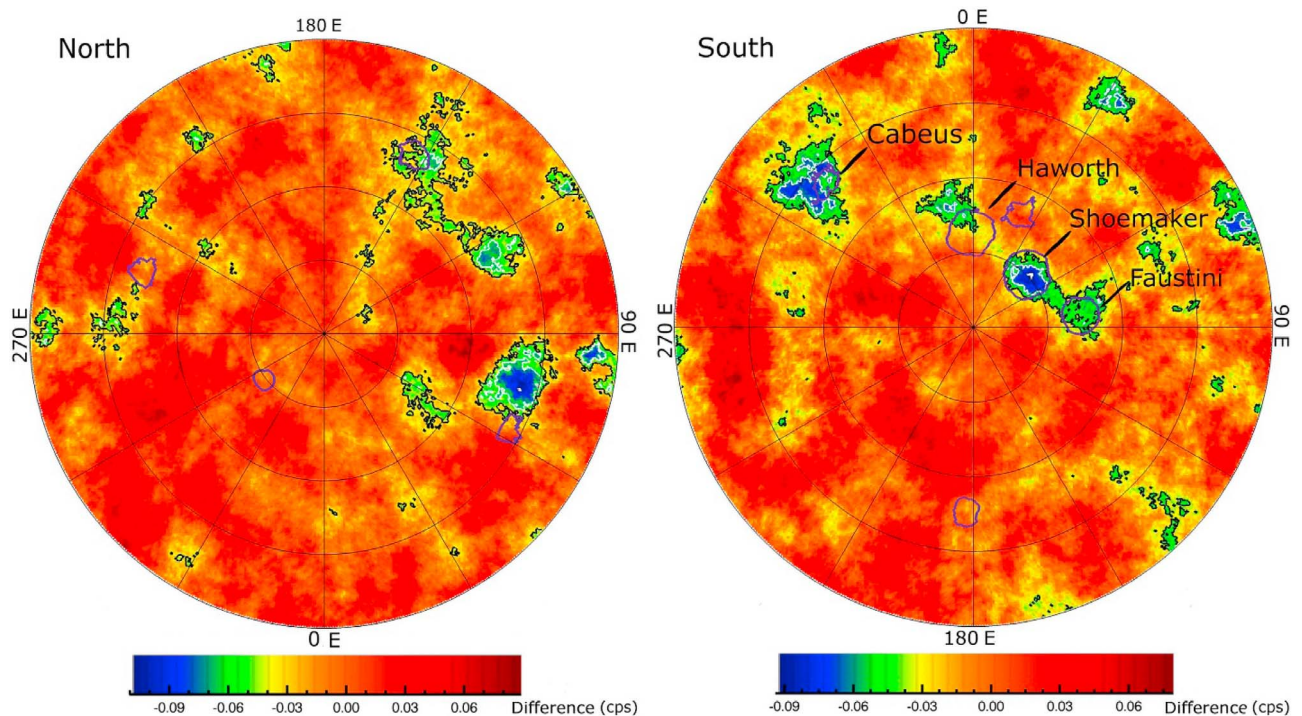 North
180 E
270 E
90 E
0 E
-0.09 -0.06 -0.03 0.00 0.03 0.06 Difference (cps)
South
0 E
Cabeus
Haworth
Shoemaker
Faustini
270 E
90 E
180 E
-0.09 -0.06 -0.03 0.00 0.03 0.06 Difference (cps)